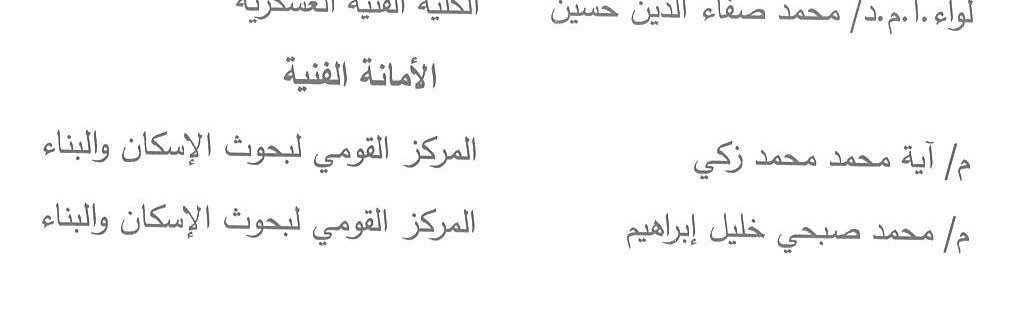 لواء.أ.م.د/ محمد صفاء الدين حسين الكلية الفنية العسكرية
الأمانة الفنية
م/ آية محمد محمد زكي المركز القومي لبحوث الإسكان والبناء
م/ محمد صبحي خليل إبراهيم المركز القومي لبحوث الإسكان والبناء